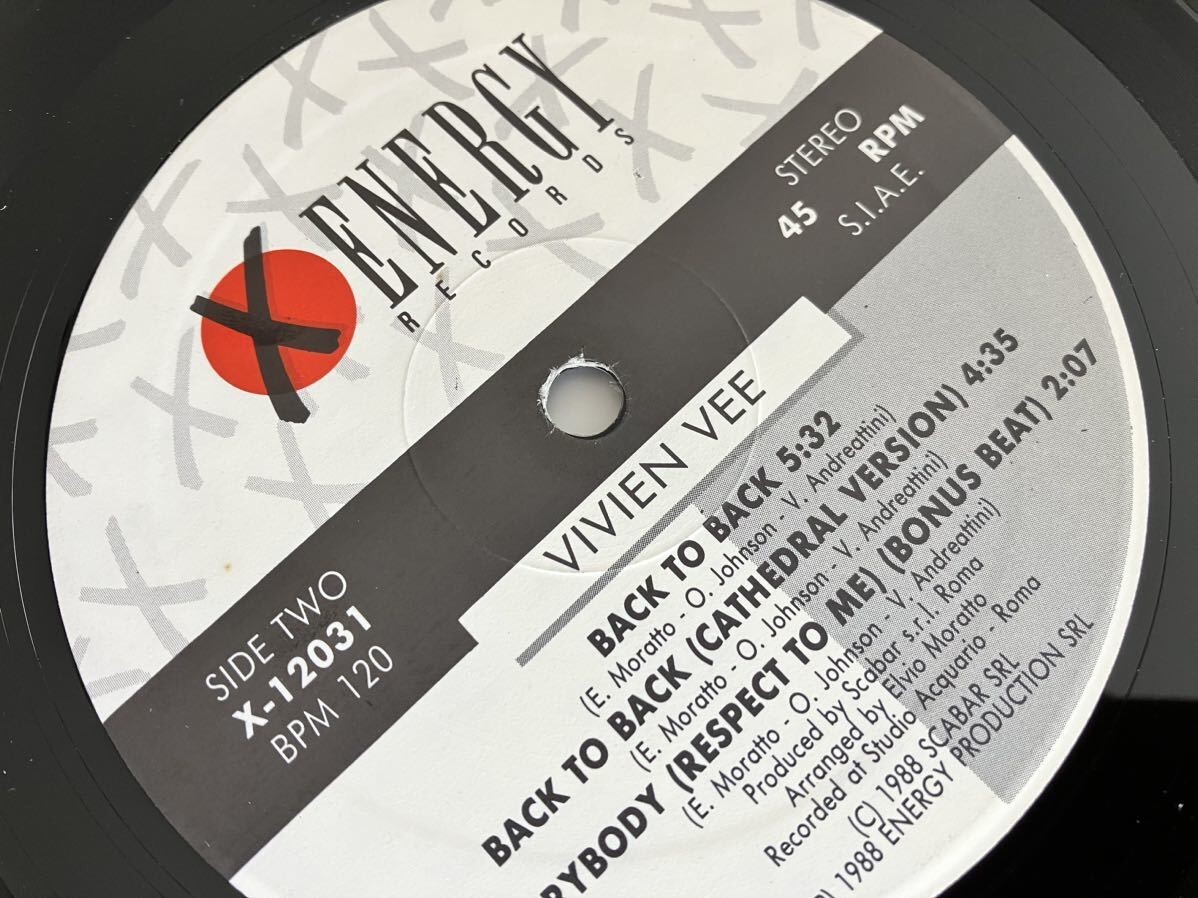 X ENERGY
RECORDS
STEREO
45 RPM
S.I.A.E.
SIDE TWO
X-12031
BPM 120
VIVIEN VEE
BACK TO BACK 5:32
(E. Moratto - O. Johnson - V. Andreattini)
BACK TO BACK (CATHEDRAL VERSION) 4:35
(E. Moratto - O. Johnson - V. Andreattini)
RYBODY (RESPECT TO ME) (BONUS BEAT) 2:07
(E. Moratto - O. Johnson - V. Andreattini)
Produced by Scabar s.r.l. Roma
Arranged by Elvio Moratto
Recorded at Studio Acquario - Roma
(C) 1988 SCABAR SRL
) 1988 ENERGY PRODUCTION SRL